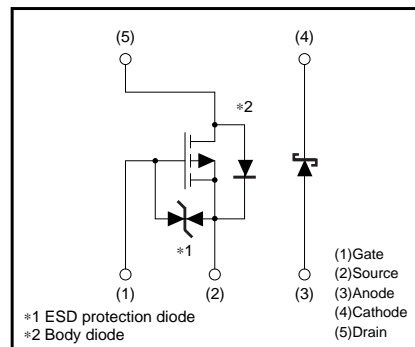 (5)
(4)
∗2
∗1
(1)
(2)
(3)
∗1 ESD protection diode
∗2 Body diode
(1)Gate
(2)Source
(3)Anode
(4)Cathode
(5)Drain